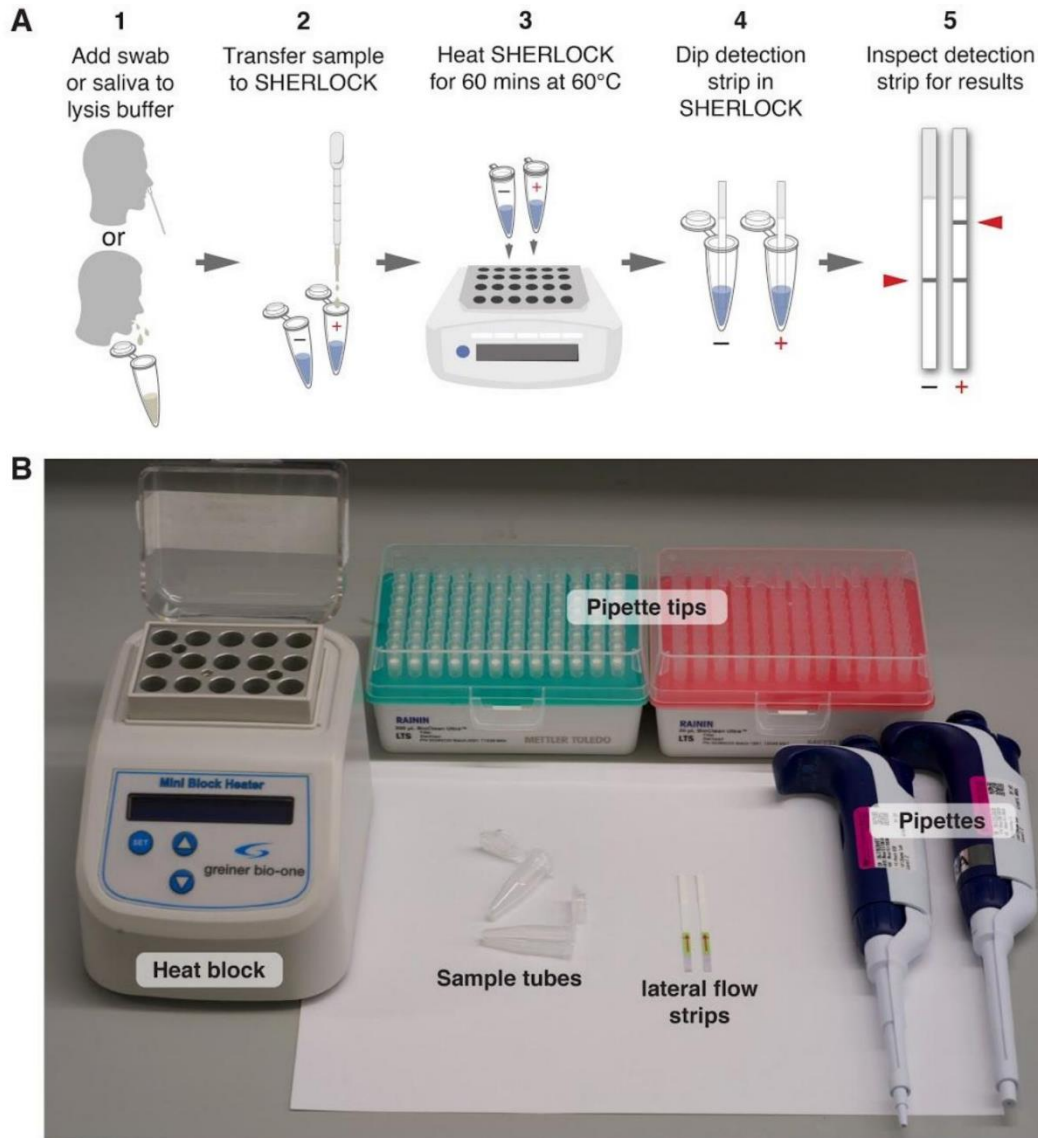 A
1
Add swab
or saliva to
lysis buffer
or
2
Transfer sample
to SHERLOCK
−
+
3
Heat SHERLOCK
for 60 mins at 60°C
−
+
4
Dip detection
strip in
SHERLOCK
−
+
5
Inspect detection
strip for results
−
+
B
Pipette tips
RAININ
LTS
METTLER TOLEDO
RAININ
LTS
Mini Block Heater
SET
greiner bio-one
Heat block
Sample tubes
lateral flow
strips
Pipettes